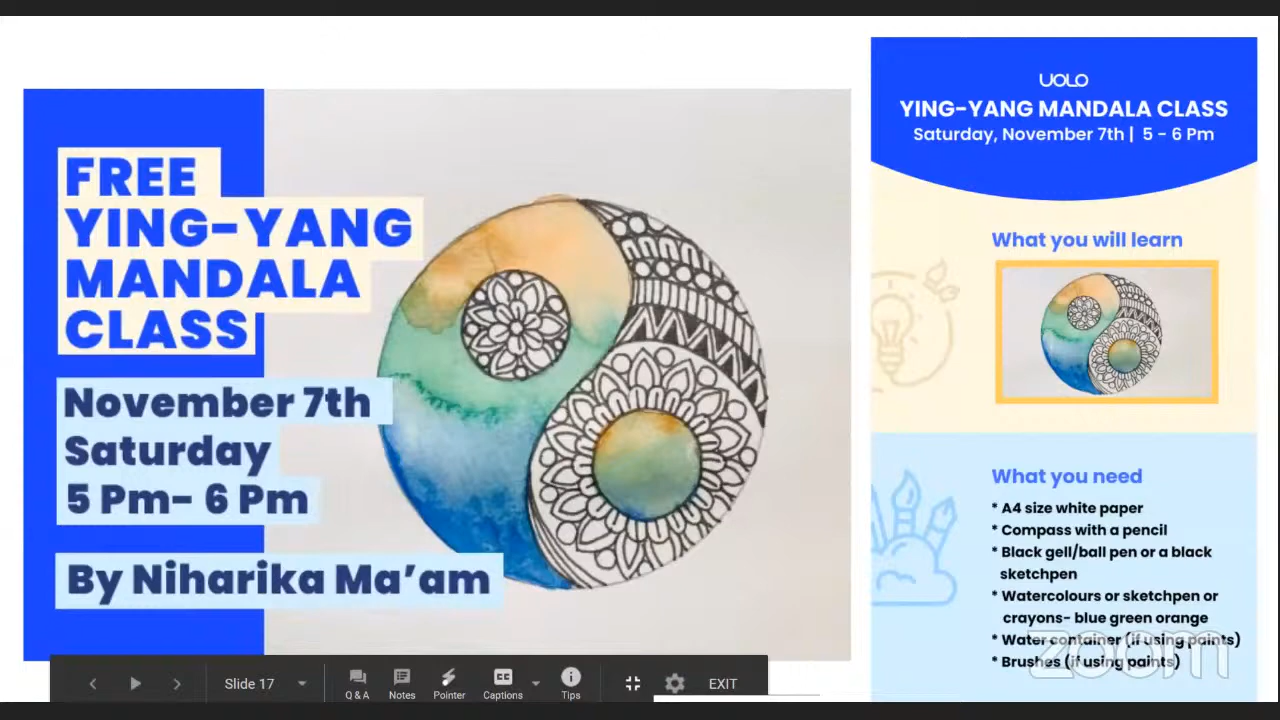 FREE
YING-YANG
MANDALA
CLASS
November 7th
Saturday
5 Pm- 6 Pm
By Niharika Ma’am
UOLO
YING-YANG MANDALA CLASS
Saturday, November 7th | 5 - 6 Pm
What you will learn
What you need
* A4 size white paper
* Compass with a pencil
* Black gell/ball pen or a black
sketchpen
* Watercolours or sketchpen or
crayons- blue green orange
* Water container (if using paints)
* Brushes (if using paints)
zoom
Slide 17
Q & A
Notes
Pointer
Captions
Tips
EXIT